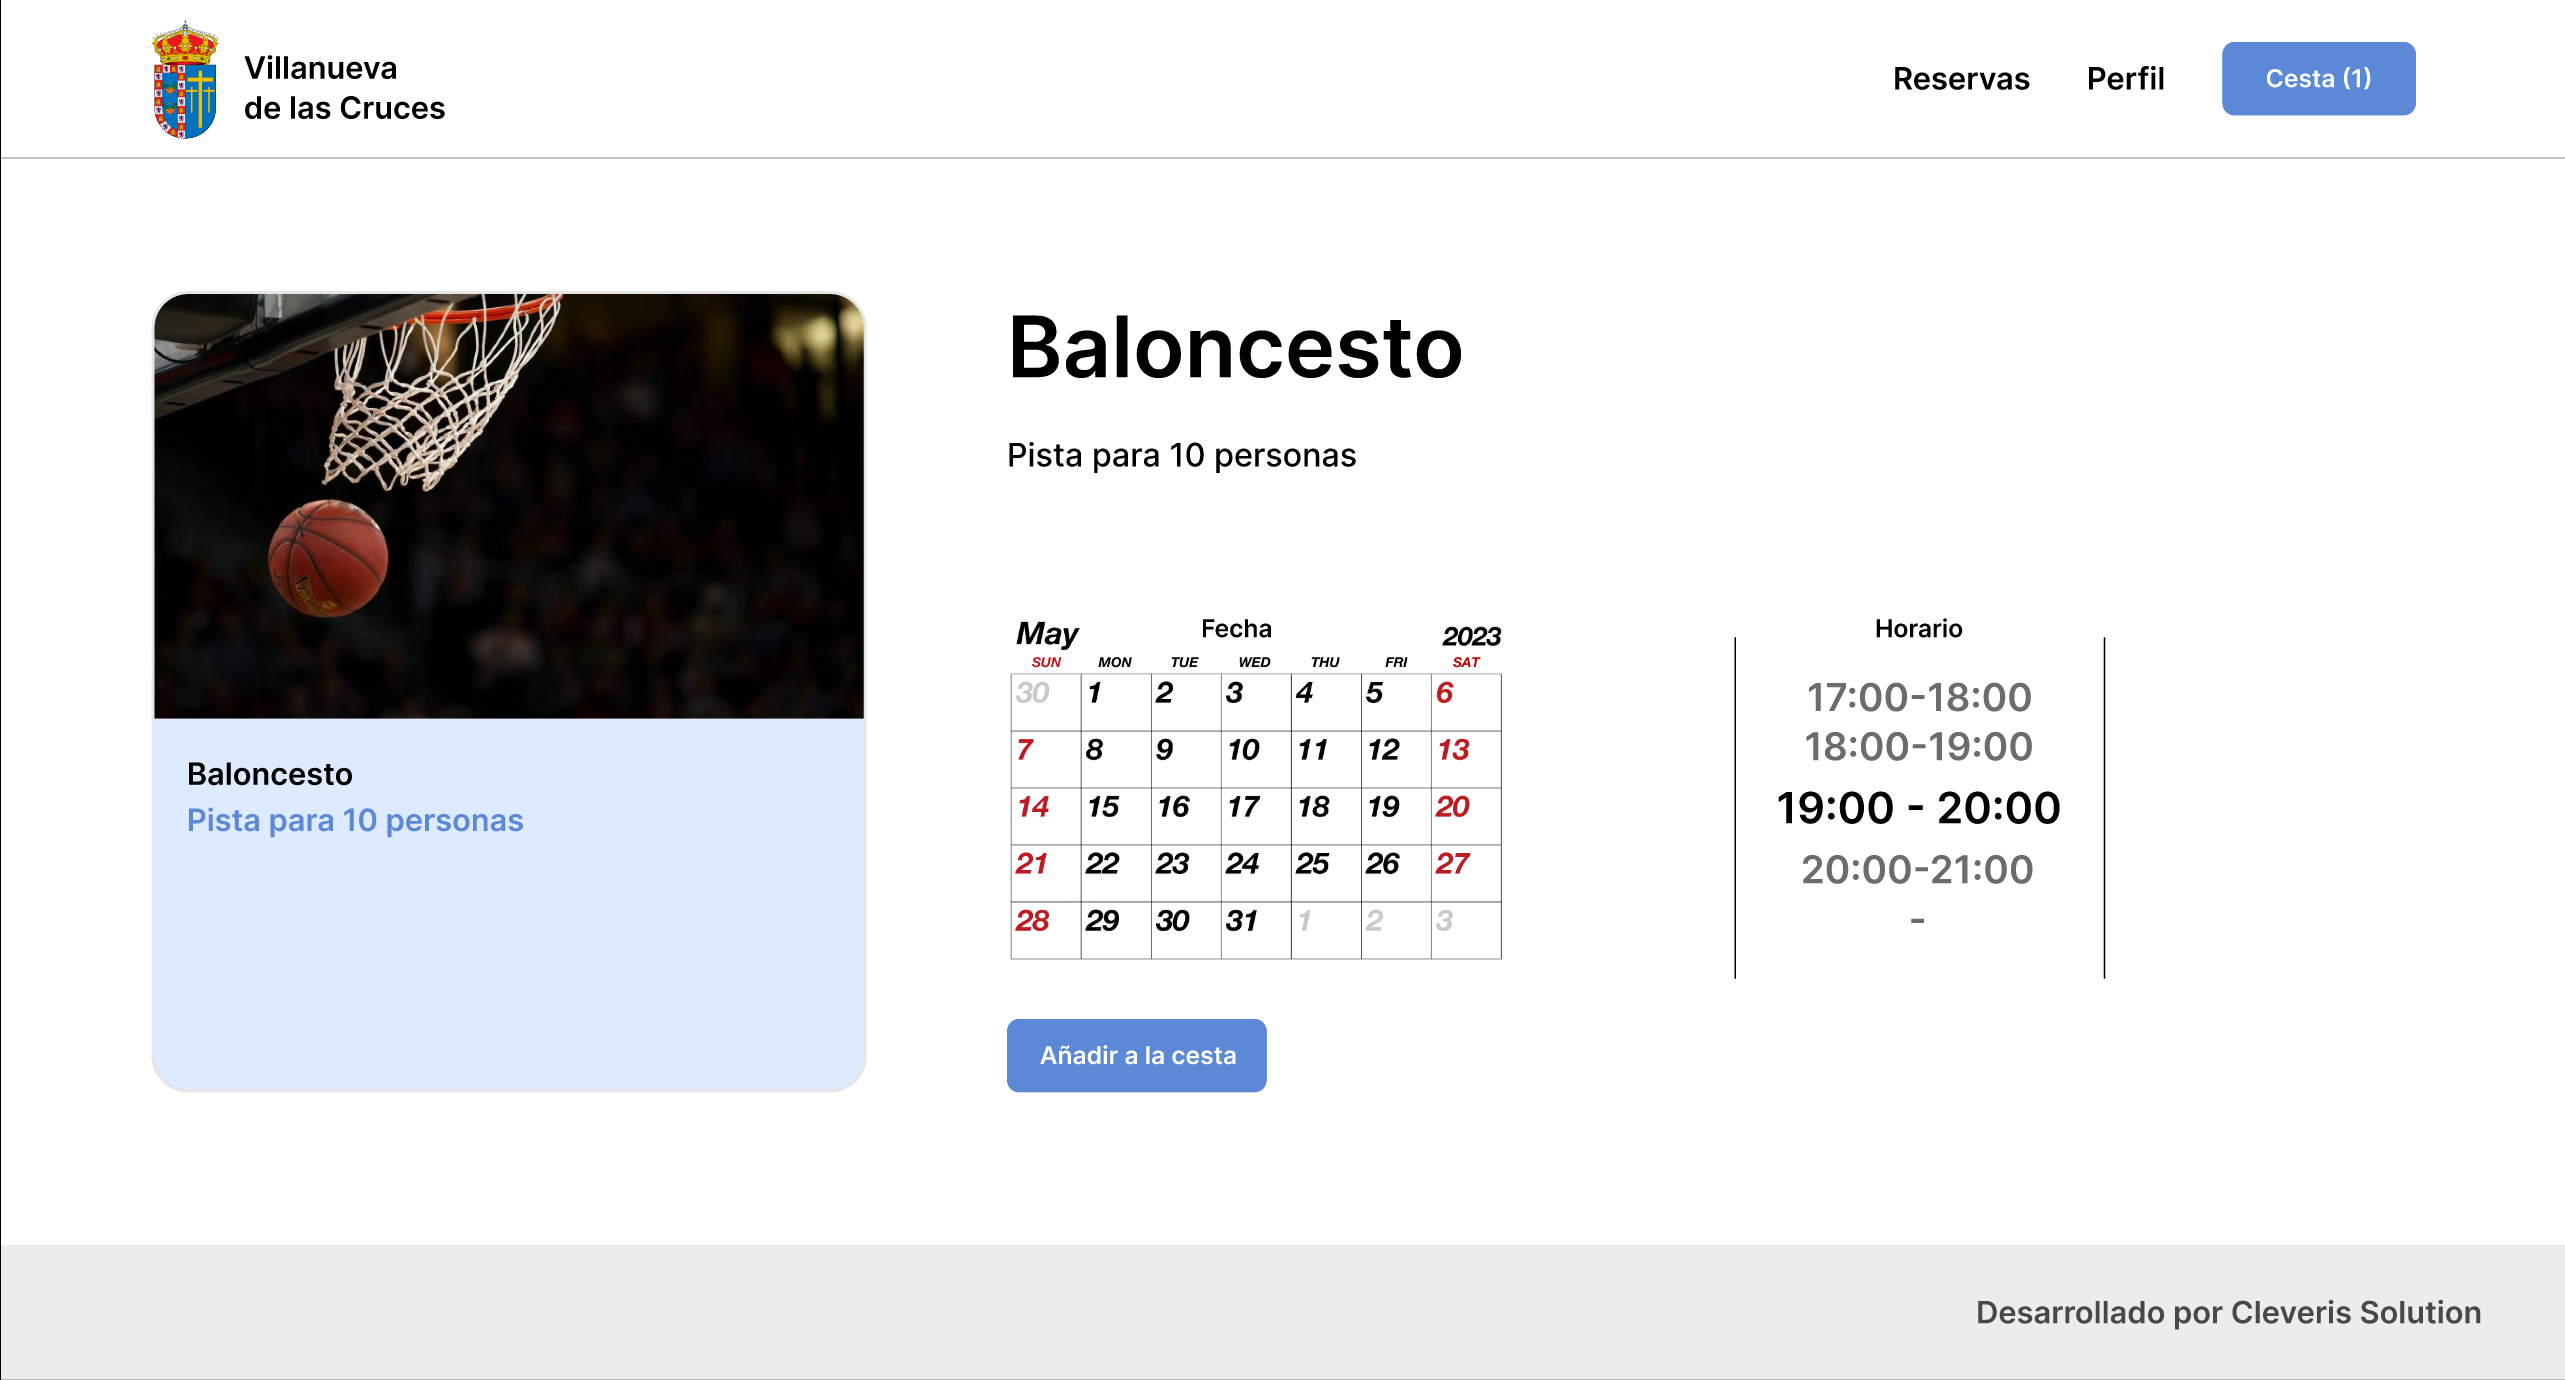 Villanueva
de las Cruces
Reservas Perfil Cesta (1)
Baloncesto
Pista para 10 personas
Baloncesto
Pista para 10 personas
May Fecha 2023
SUN MON TUE WED THU FRI SAT
30 1 2 3 4 5 6
7 8 9 10 11 12 13
14 15 16 17 18 19 20
21 22 23 24 25 26 27
28 29 30 31 1 2 3
Horario
17:00-18:00
18:00-19:00
19:00 - 20:00
20:00-21:00
-
Añadir a la cesta
Desarrollado por Cleveris Solution